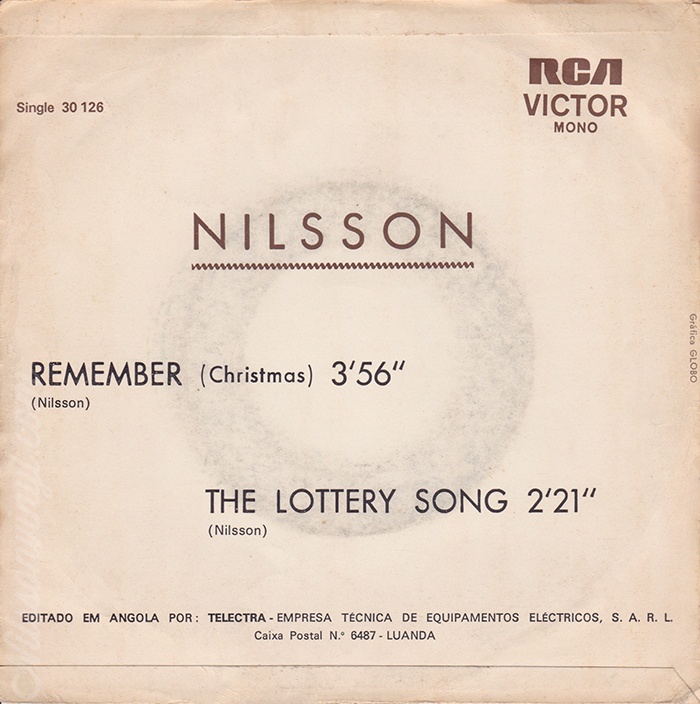 RCA
Single 30 126
VICTOR
MONO
NILSSON
REMEMBER (Christmas) 3'56"
(Nilsson)
THE LOTTERY SONG 2'21"
(Nilsson)
Gráfica GLOBO
EDITADO EM ANGOLA POR: TELECTRA - EMPRESA TÉCNICA DE EQUIPAMENTOS ELÉCTRICOS, S. A. R. L.
Caixa Postal N.º 6487 - LUANDA